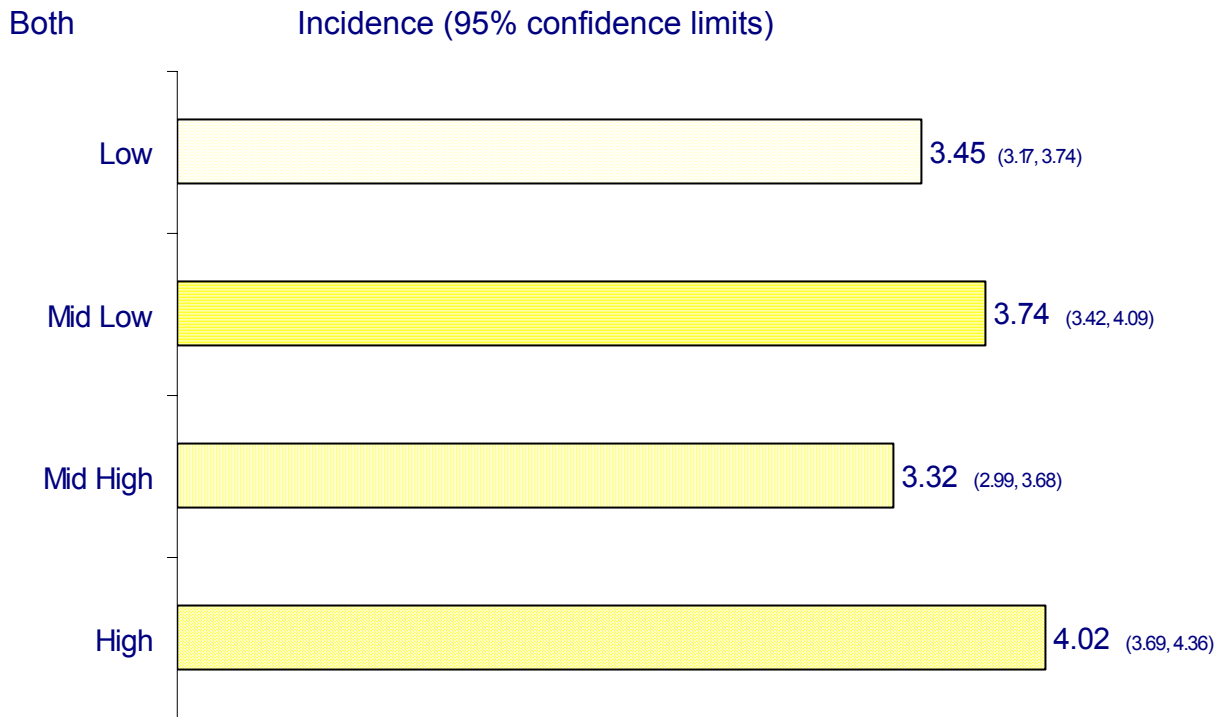 Both Incidence (95% confidence limits)
Low 3.45 (3.17, 3.74)
Mid Low 3.74 (3.42, 4.09)
Mid High 3.32 (2.99, 3.68)
High 4.02 (3.69, 4.36)